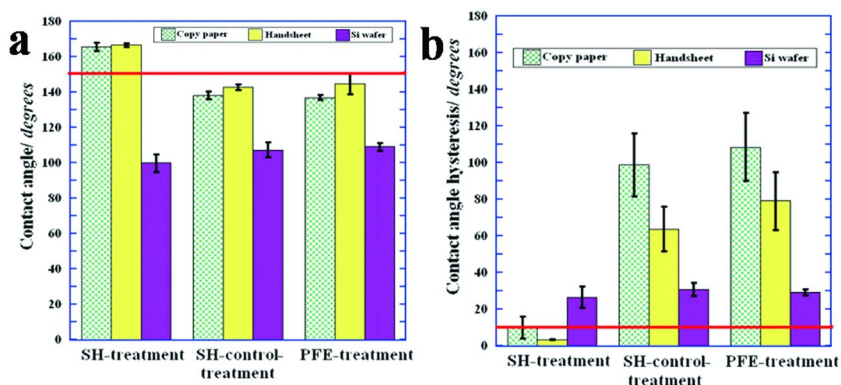 a
Contact angle/ degrees
180
160
140
120
100
80
60
40
20
0
Copy paper
Handsheet
Si wafer
SH-treatment
SH-control-
treatment
PFE-treatment
b
Contact angle hysteresis/ degrees
180
160
140
120
100
80
60
40
20
0
Copy paper
Handsheet
Si wafer
SH-treatment
SH-control-
treatment
PFE-treatment